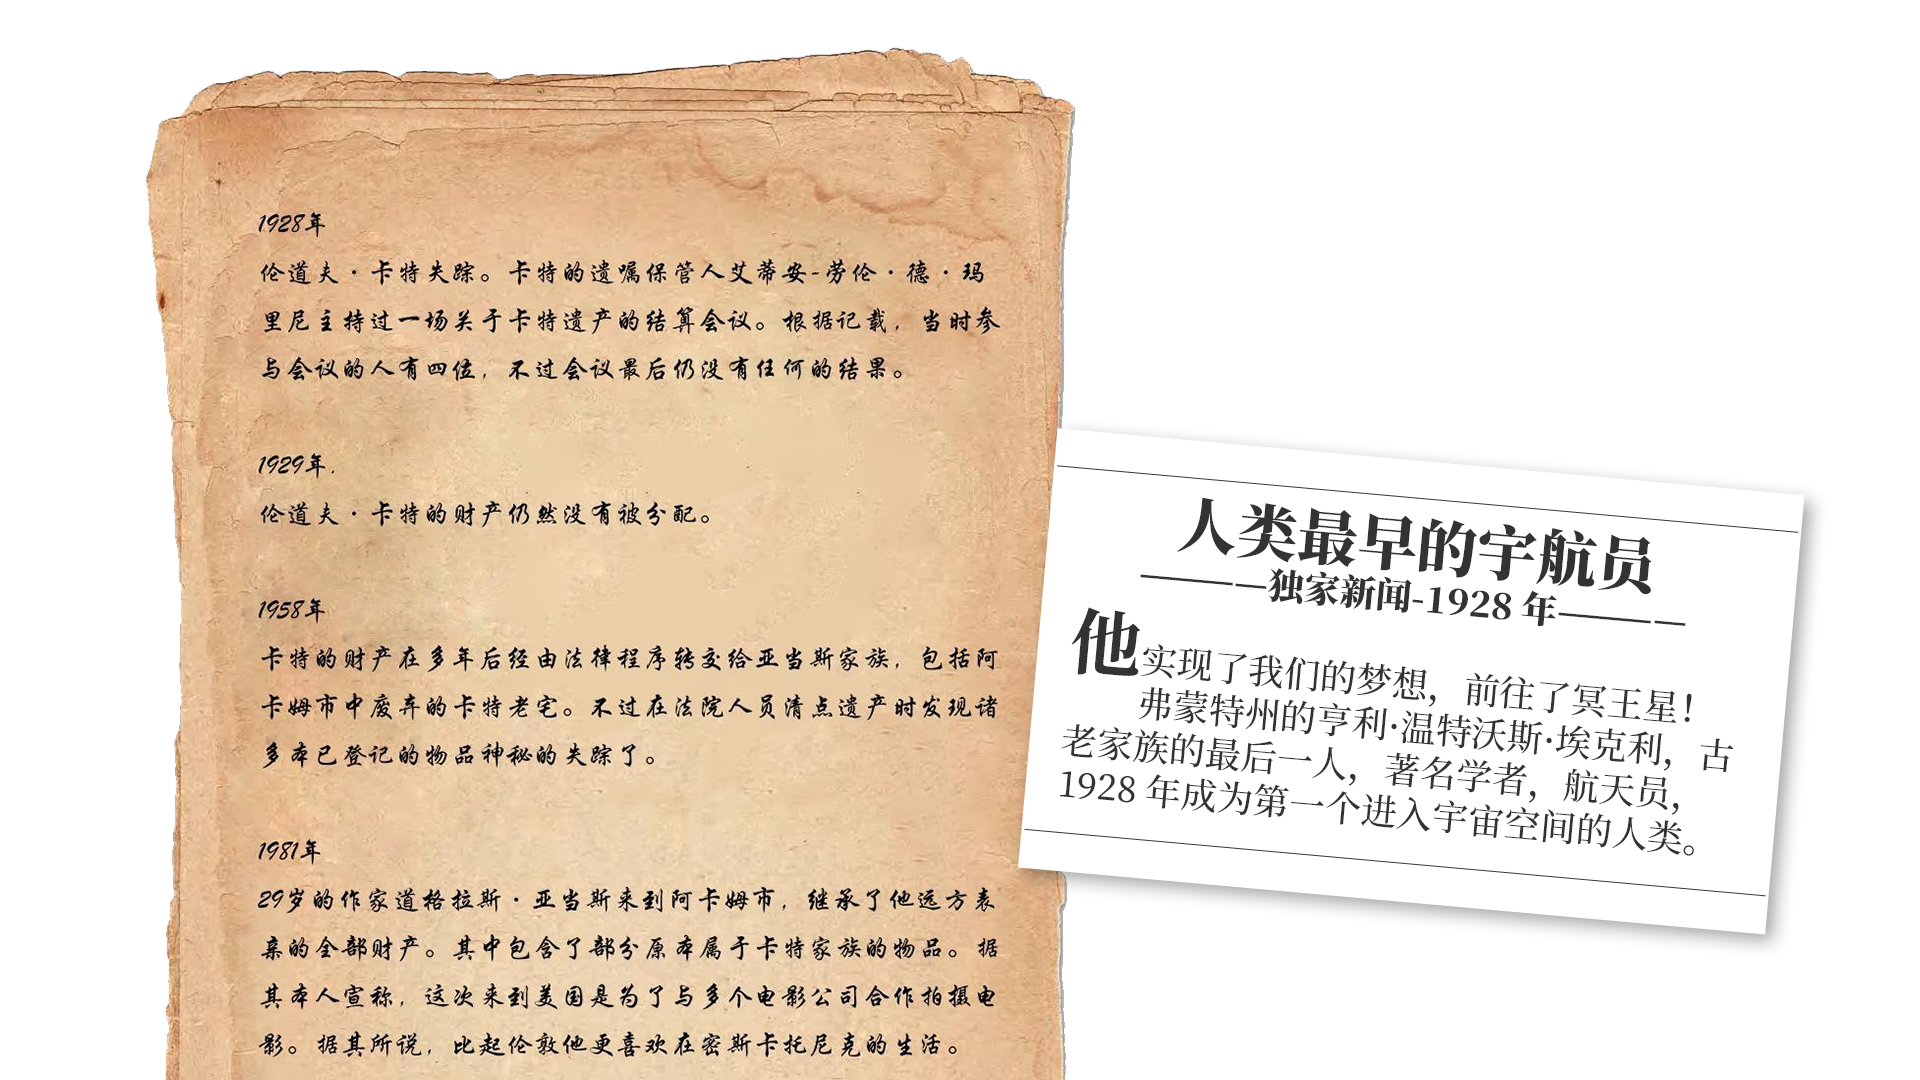 1928年
伦道夫·卡特失踪。卡特的遗嘱保管人艾蒂安-劳伦·德·玛
里尼主持过一场关于卡特遗产的结算会议。根据记载，当时参
与会议的人有四位，不过会议最后仍没有任何的结果。
1929年.
伦道夫·卡特的财产仍然没有被分配。
1958年
卡特的财产在多年后经由法律程序转交给亚当斯家族，包括阿
卡姆市中废弃的卡特老宅。不过在法院人员清点遗产时发现诸
多本已登记的物品神秘的失踪了。
1981年
29岁的作家道格拉斯·亚当斯来到阿卡姆市，继承了他远方表
亲的全部财产。其中包含了部分原本属于卡特家族的物品。据
其本人宣称，这次来到美国是为了与多个电影公司合作拍摄电
影。据其所说，比起伦敦他更喜欢在密斯卡托尼克的生活。
人类最早的宇航员
———独家新闻-1928 年———
他实现了我们的梦想，前往了冥王星！
弗蒙特州的亨利·温特沃斯·埃克利，古
老家族的最后一人，著名学者，航天员，
1928 年成为第一个进入宇宙空间的人类。